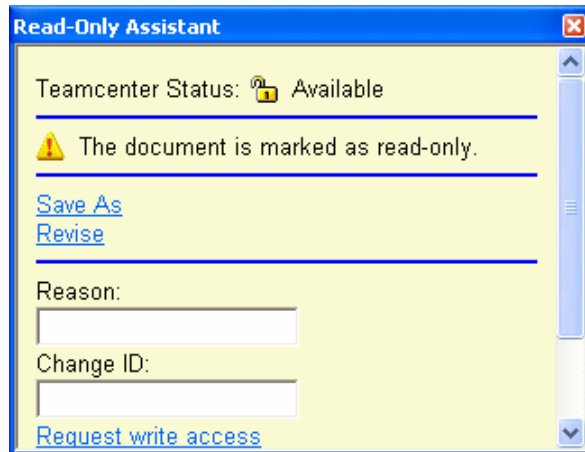 Read-Only Assistant
Teamcenter Status: Available
The document is marked as read-only.
Save As
Revise
Reason:
Change ID:
Request write access